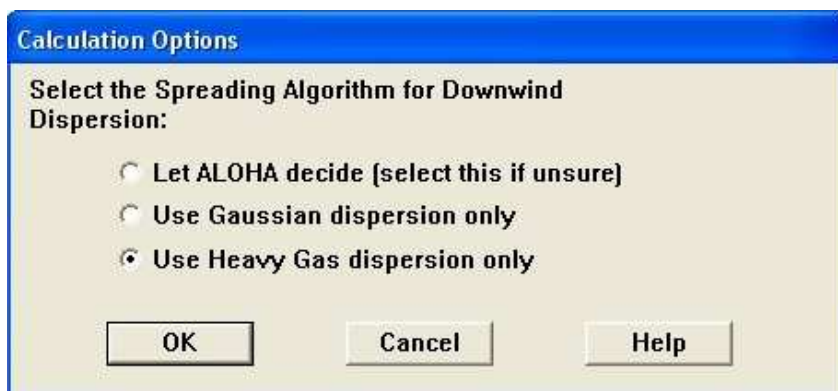 Calculation Options
Select the Spreading Algorithm for Downwind
Dispersion:
Let ALOHA decide (select this if unsure)
Use Gaussian dispersion only
Use Heavy Gas dispersion only
OK Cancel Help